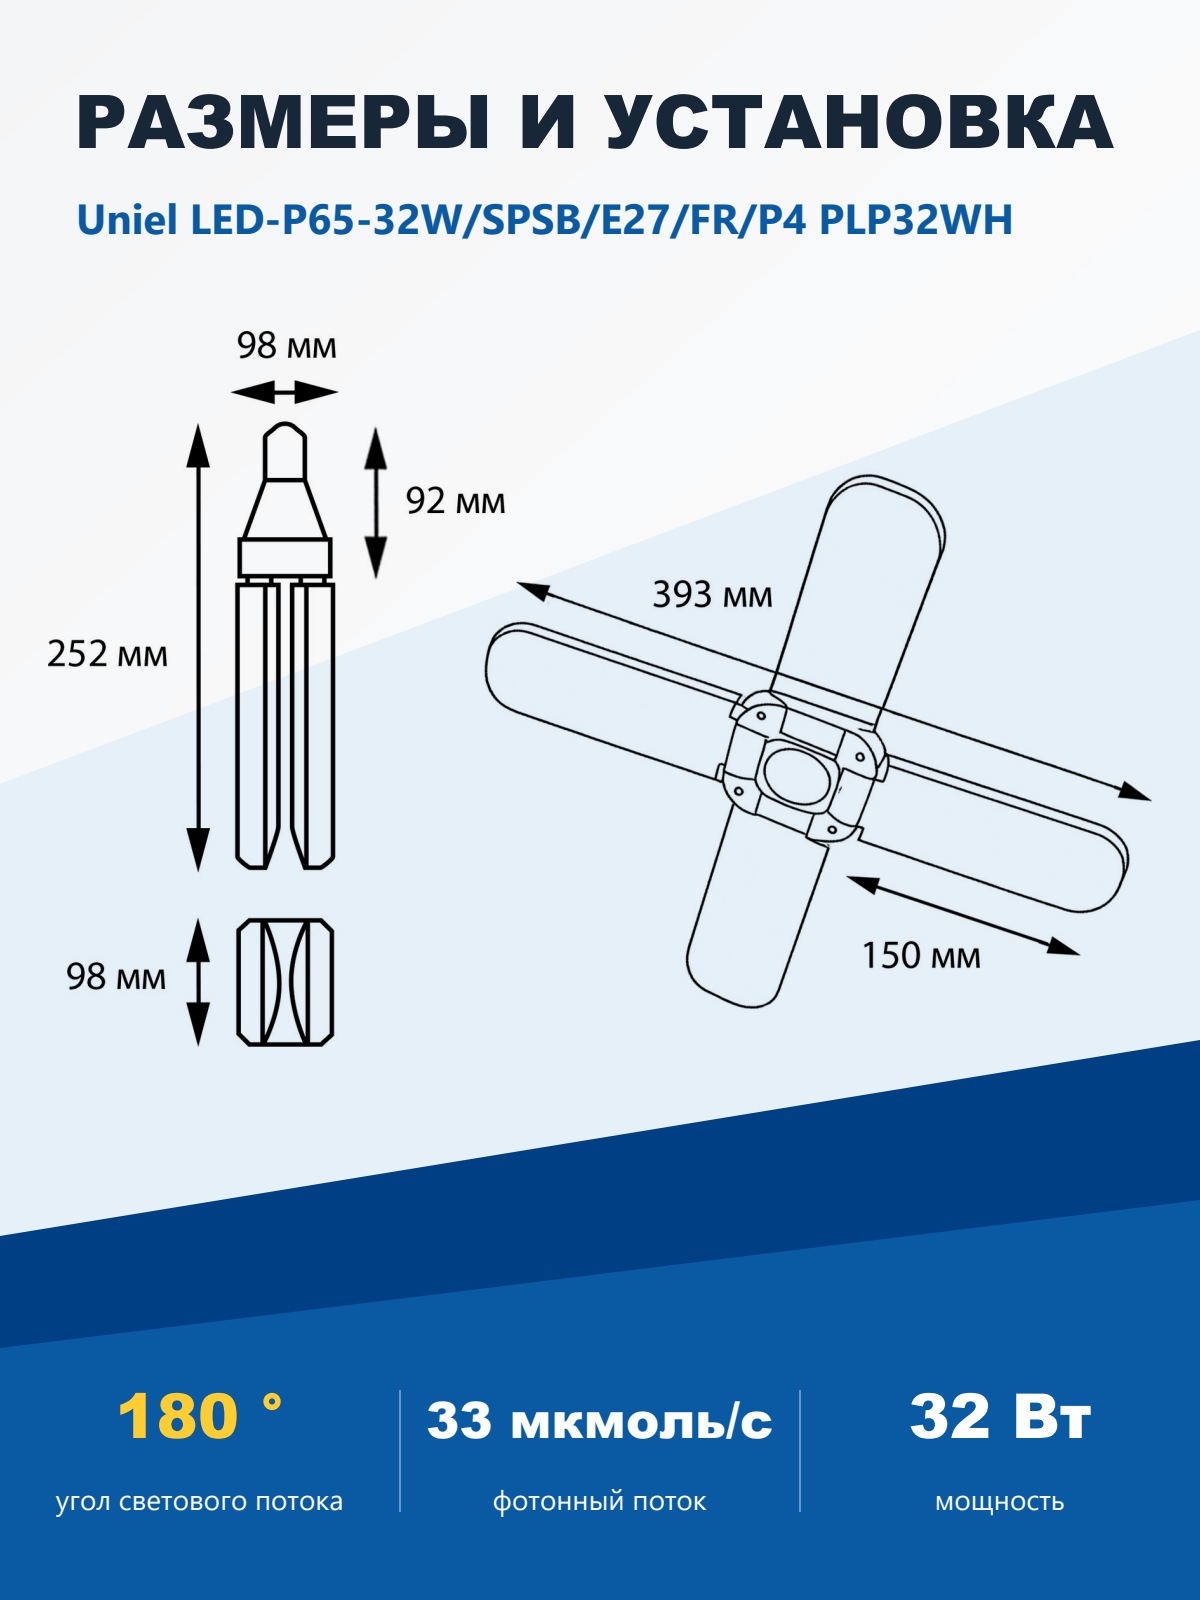 РАЗМЕРЫ И УСТАНОВКА
Uniel LED-P65-32W/SPSB/E27/FR/P4 PLP32WH
98 мм
92 мм
252 мм
98 мм
393 мм
150 мм
180 °
угол светового потока
33 мкмоль/с
фотонный поток
32 Вт
мощность